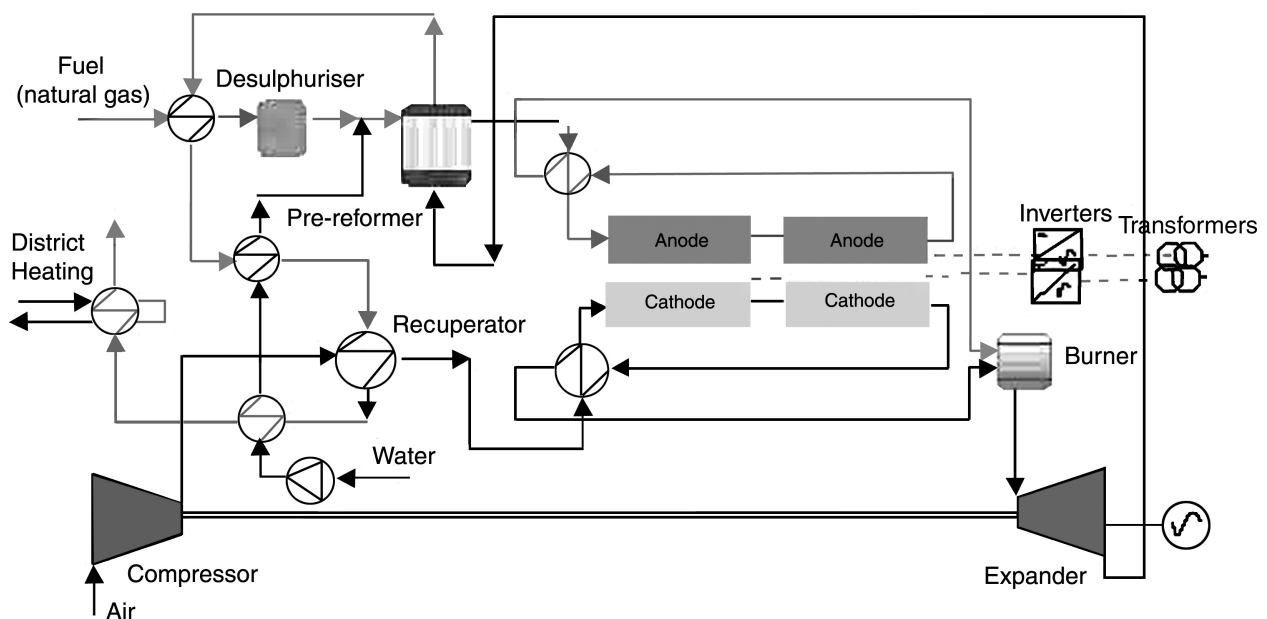 Fuel
(natural gas)
Desulphuriser
Pre-reformer
Inverters
Transformers
District
Heating
Anode
Anode
Cathode
Cathode
Recuperator
Burner
Water
Compressor
Expander
Air